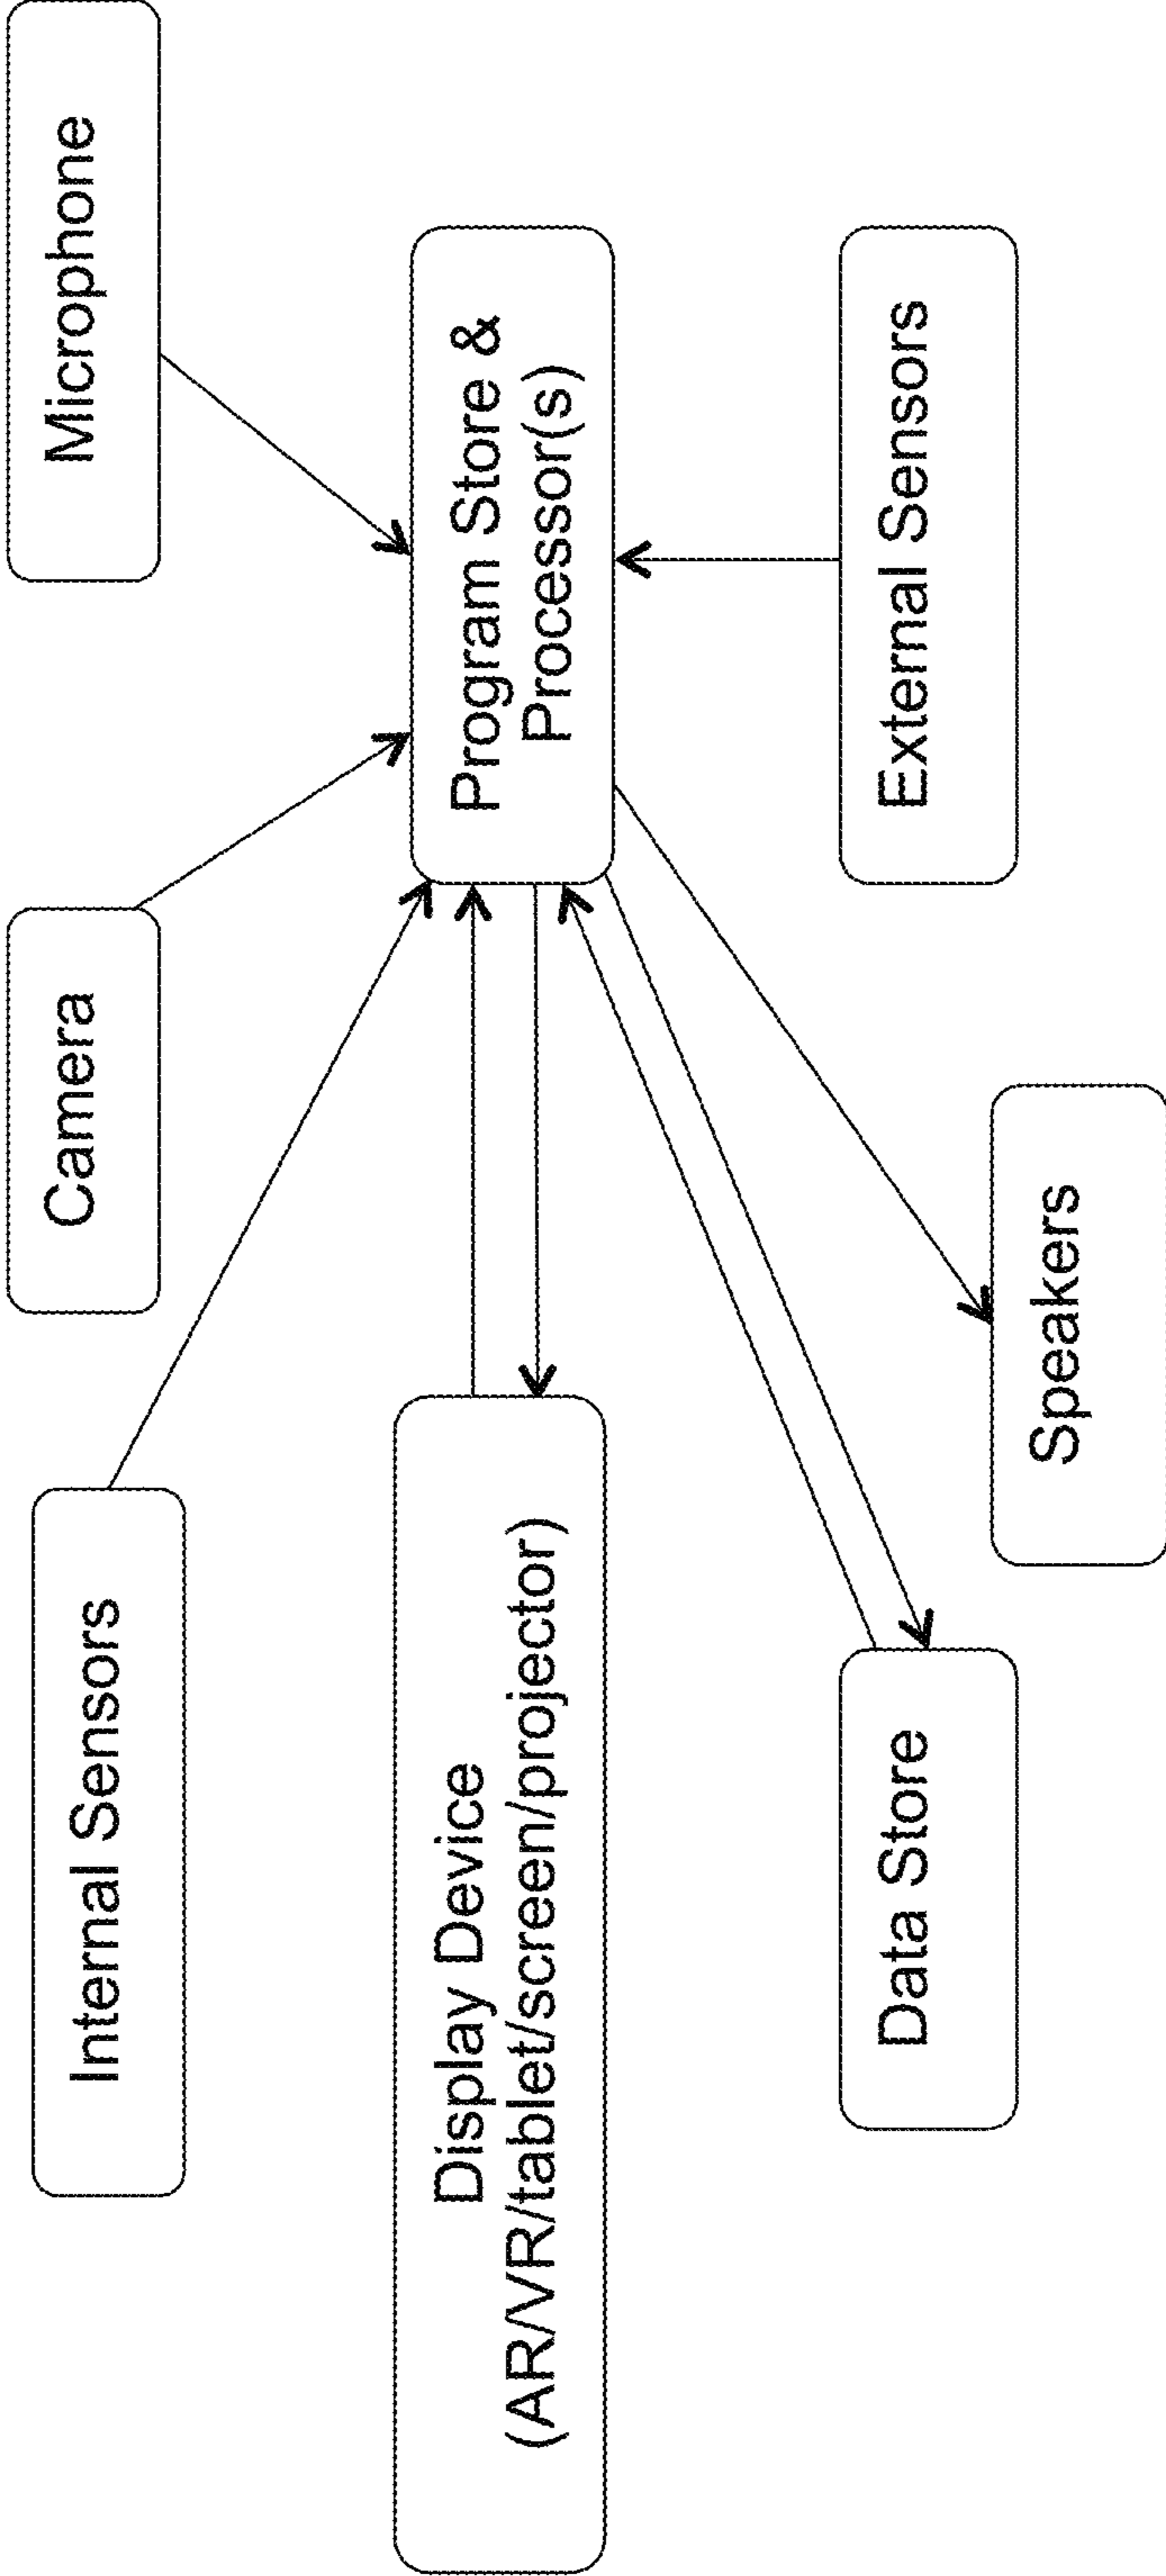 Internal Sensors
Camera
Microphone
Display Device
(AR/VR/tablet/screen/projector)
Program Store &
Processor(s)
Data Store
Speakers
External Sensors